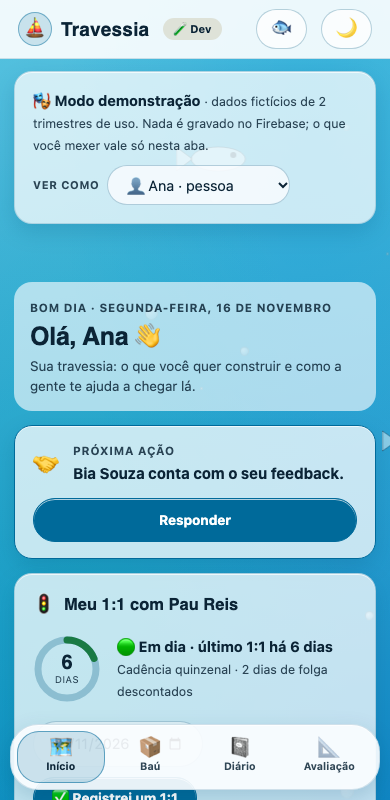 Travessia
Dev
Modo demonstração · dados fictícios de 2
trimestres de uso. Nada é gravado no Firebase; o que
você mexer vale só nesta aba.
VER COMO
Ana · pessoa
BOM DIA · SEGUNDA-FEIRA, 16 DE NOVEMBRO
Olá, Ana
Sua travessia: o que você quer construir e como a
gente te ajuda a chegar lá.
PRÓXIMA AÇÃO
Bia Souza conta com o seu feedback.
Responder
Meu 1:1 com Pau Reis
6
DIAS
Em dia · último 1:1 há 6 dias
Cadência quinzenal · 2 dias de folga
descontados
11/2026
Início
Baú
Diário
Avaliação
Registrei um 1:1